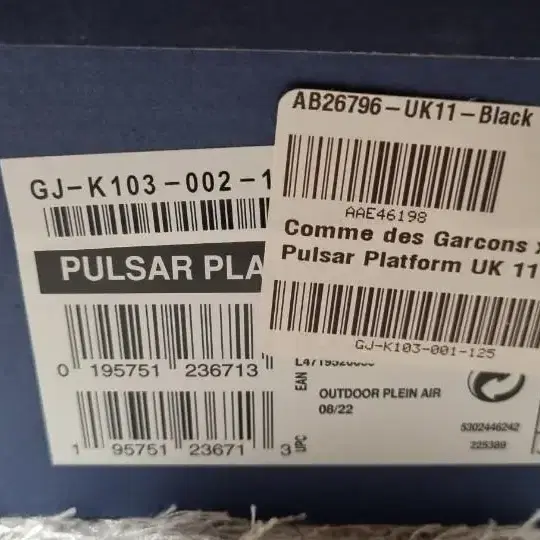 AB26796-UK11-Black
AAE46198
Comme des Garcons x
Pulsar Platform UK 11
GJ-K103-001-125
GJ-K103-002-1
PULSAR PLA
0 195751 236713
EAN
OUTDOOR PLEIN AIR
08/22
5302446242
225389
1 95751 23671 3
UPC